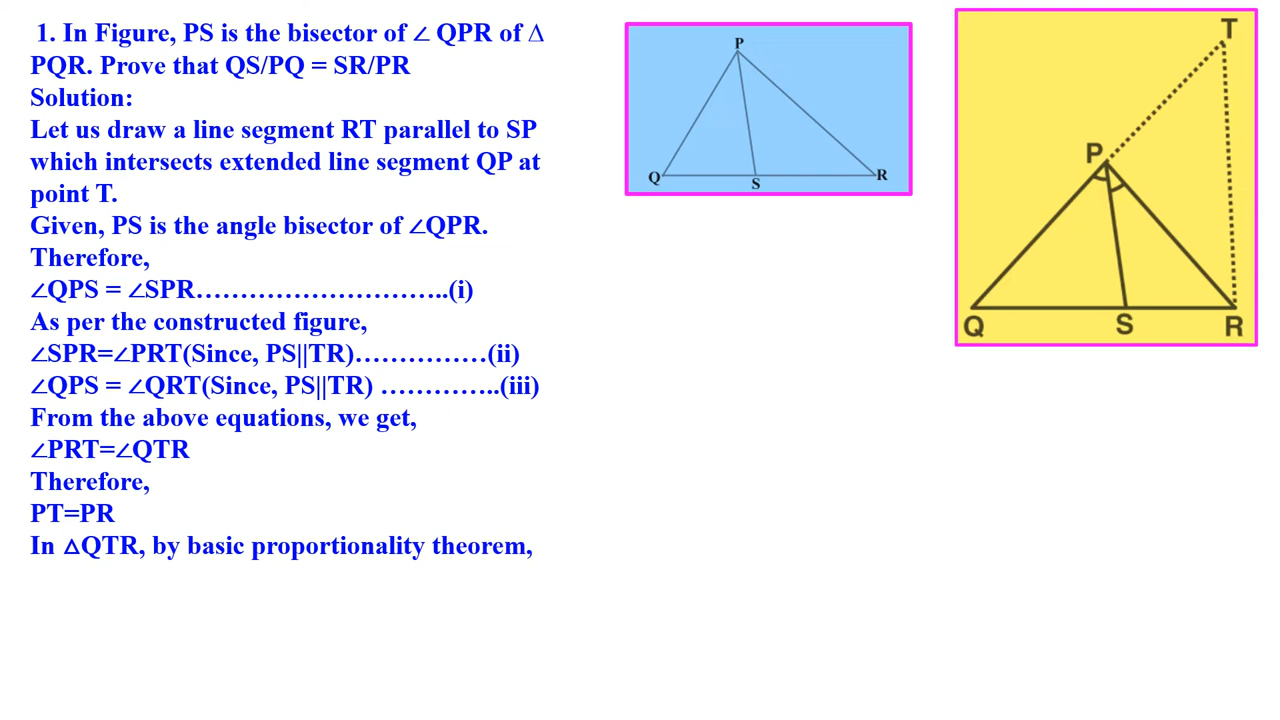 1. In Figure, PS is the bisector of ∠ QPR of ∆
PQR. Prove that QS/PQ = SR/PR
Solution:
Let us draw a line segment RT parallel to SP
which intersects extended line segment QP at
point T.
Given, PS is the angle bisector of ∠QPR.
Therefore,
∠QPS = ∠SPR………………………..(i)
As per the constructed figure,
∠SPR=∠PRT(Since, PS||TR)……………(ii)
∠QPS = ∠QRT(Since, PS||TR) …………..(iii)
From the above equations, we get,
∠PRT=∠QTR
Therefore,
PT=PR
In △QTR, by basic proportionality theorem,
P
Q
S
R
T
P
Q
S
R